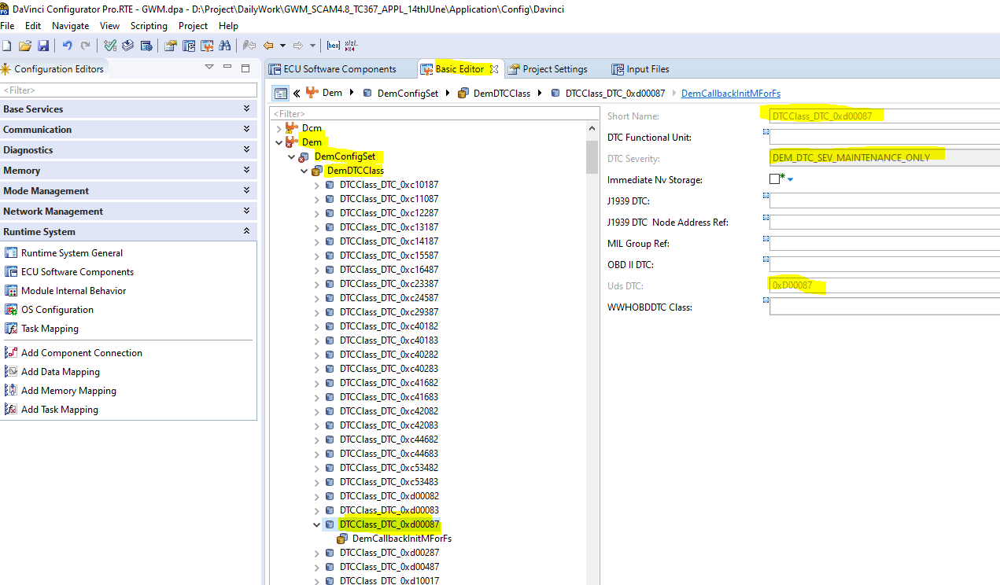 DaVinci Configurator Pro.RTE - GWM.dpa - D:\Project\DailyWork\GWM_SCAM4.8_TC367_APPL_14thJUne\Application\Config\Davinci
File Edit Navigate View Scripting Project Help
Configuration Editors
<Filter>
Base Services
Communication
Diagnostics
Memory
Mode Management
Network Management
Runtime System
Runtime System General
ECU Software Components
Module Internal Behavior
OS Configuration
Task Mapping
Add Component Connection
Add Data Mapping
Add Memory Mapping
Add Task Mapping
ECU Software Components Basic Editor Project Settings Input Files
Dem DemConfigSet DemDTCClass DTCClass_DTC_0xd00087 DemCallbackInitMForFs
<Filter>
Dcm
Dem
DemConfigSet
DemDTCClass
DTCClass_DTC_0xc10187
DTCClass_DTC_0xc11087
DTCClass_DTC_0xc12287
DTCClass_DTC_0xc13187
DTCClass_DTC_0xc14187
DTCClass_DTC_0xc15587
DTCClass_DTC_0xc16487
DTCClass_DTC_0xc23387
DTCClass_DTC_0xc24587
DTCClass_DTC_0xc29387
DTCClass_DTC_0xc40182
DTCClass_DTC_0xc40183
DTCClass_DTC_0xc40282
DTCClass_DTC_0xc40283
DTCClass_DTC_0xc41682
DTCClass_DTC_0xc41683
DTCClass_DTC_0xc42082
DTCClass_DTC_0xc42083
DTCClass_DTC_0xc44682
DTCClass_DTC_0xc44683
DTCClass_DTC_0xc53482
DTCClass_DTC_0xc53483
DTCClass_DTC_0xd00082
DTCClass_DTC_0xd00083
DTCClass_DTC_0xd00087
DemCallbackInitMForFs
DTCClass_DTC_0xd00287
DTCClass_DTC_0xd00487
DTCClass_DTC_0xd10017
Short Name: DTCClass_DTC_0xd00087
DTC Functional Unit:
DTC Severity: DEM_DTC_SEV_MAINTENANCE_ONLY
Immediate Nv Storage: *
J1939 DTC:
J1939 DTC Node Address Ref:
MIL Group Ref:
OBD II DTC:
Uds DTC: 0xD00087
WWHOBDDTC Class: